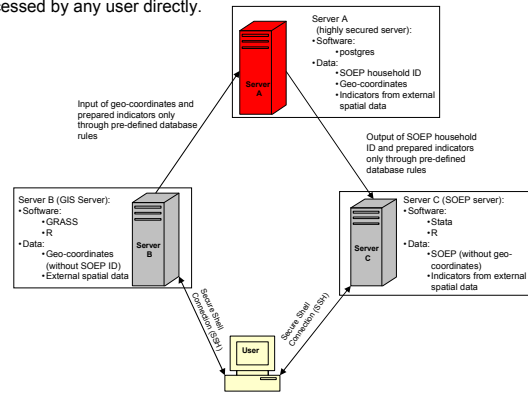 cessed by any user directly.
Server A
(highly secured server):
•Software:
•postgres
•Data:
•SOEP household ID
•Geo-coordinates
•Indicators from external
spatial data
Server
A
Input of geo-coordinates and
prepared indicators only
through pre-defined database
rules
Output of SOEP household
ID and prepared indicators
only through pre-defined
database rules
Server B (GIS Server):
•Software:
•GRASS
•R
•Data:
•Geo-coordinates
(without SOEP ID)
•External spatial data
Server
B
Server
C
Server C (SOEP server):
•Software:
•Stata
•R
•Data:
•SOEP (without geo-
coordinates)
•Indicators from external
spatial data
Secure Shell
Connection (SSH)
Secure Shell
Connection (SSH)
User